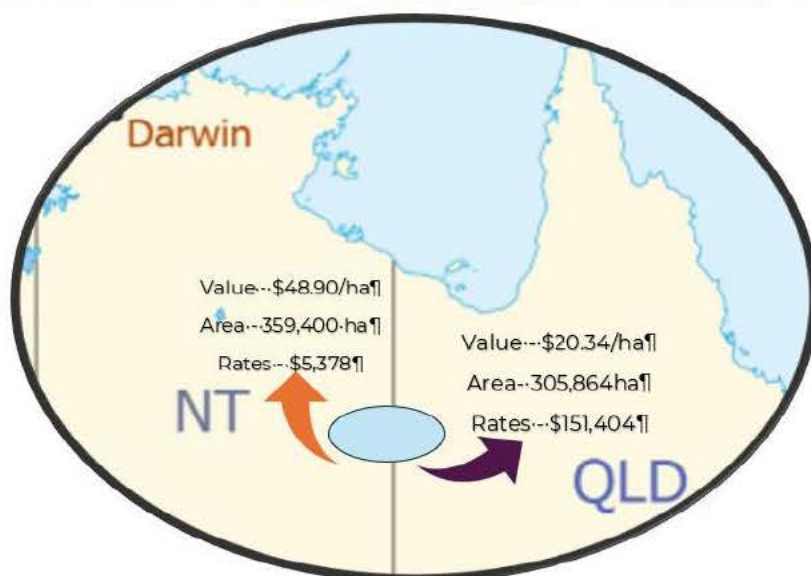 Darwin
Value---$48.90/ha¶
Area--359,400·ha¶
Rates---$5,378¶
NT
Value---$20.34/ha¶
Area--305,864ha¶
Rates---$151,404¶
QLD